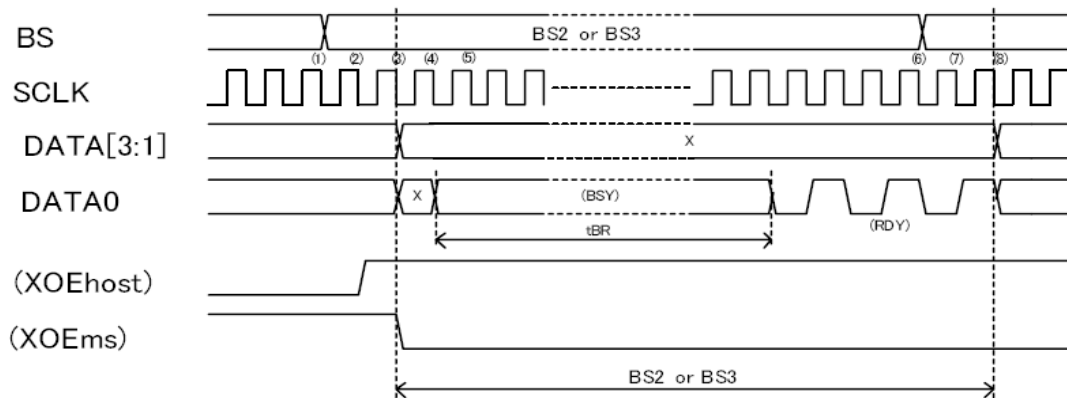 BS
BS2 or BS3
(1) (2) (3) (4) (5) (6) (7) (8)
SCLK
DATA[3:1]
X
DATA0
X
(BSY)
(RDY)
tBR
(XOEhost)
(XOEms)
BS2 or BS3